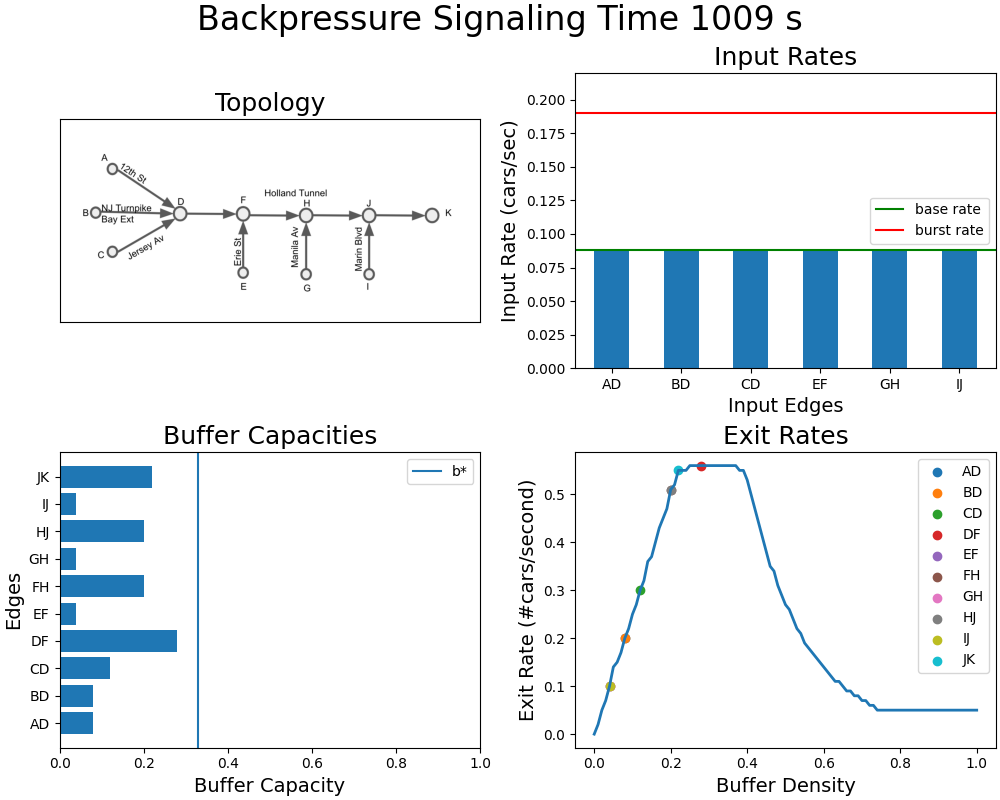 Backpressure Signaling Time 1009 s
Topology
A
12th St
B
NJ Turnpike
Bay Ext
C
Jersey Av
D
F
Holland Tunnel
H
J
K
Erie St
Manila Av
Marin Blvd
E
G
I
Input Rates
Input Rate (cars/sec)
0.200
0.175
0.150
0.125
0.100
0.075
0.050
0.025
0.000
base rate
burst rate
AD BD CD EF GH IJ
Input Edges
Buffer Capacities
Edges
JK
IJ
HJ
GH
FH
EF
DF
CD
BD
AD
b*
0.0 0.2 0.4 0.6 0.8 1.0
Buffer Capacity
Exit Rates
Exit Rate (#cars/second)
0.5
0.4
0.3
0.2
0.1
0.0
AD
BD
CD
DF
EF
FH
GH
HJ
IJ
JK
0.0 0.2 0.4 0.6 0.8 1.0
Buffer Density